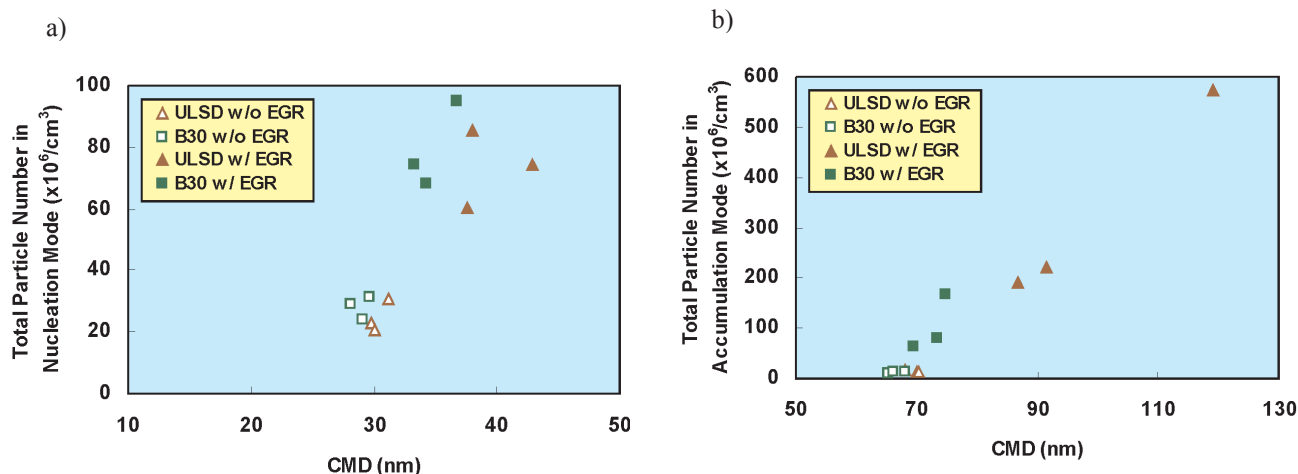 a)
Total Particle Number in
Nucleation Mode (x10⁶/cm³)
100
80
60
40
20
0
ULSD w/o EGR
B30 w/o EGR
ULSD w/ EGR
B30 w/ EGR
10 20 30 40 50
CMD (nm)
b)
Total Particle Number in
Accumulation Mode (x10⁶/cm³)
600
500
400
300
200
100
0
ULSD w/o EGR
B30 w/o EGR
ULSD w/ EGR
B30 w/ EGR
50 70 90 110 130
CMD (nm)